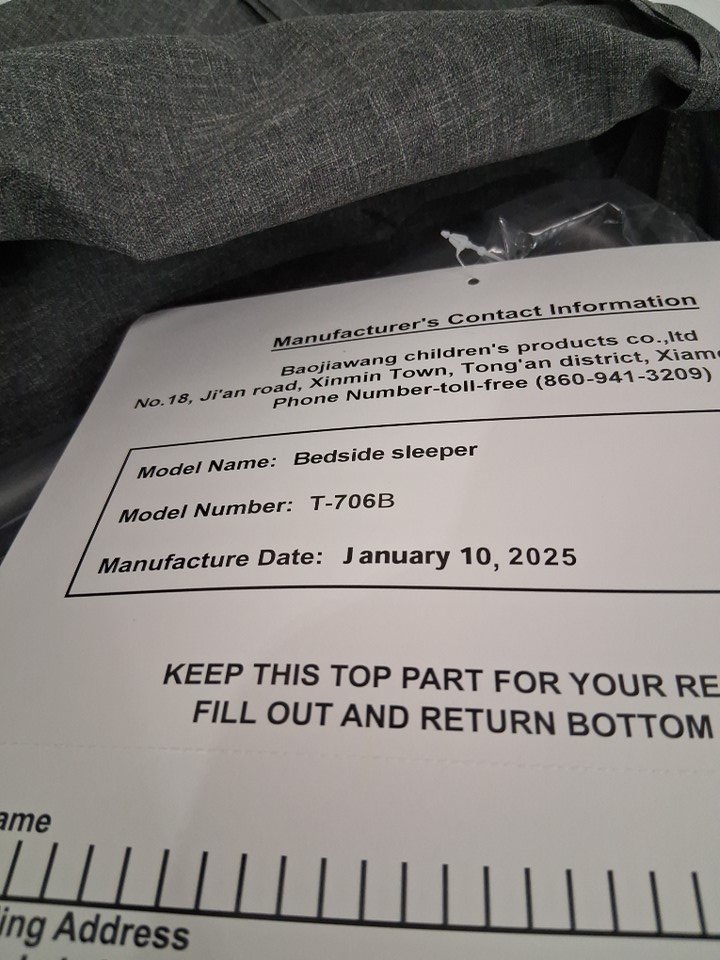 Manufacturer's Contact Information
Baojiawang children's products co.,ltd
No.18, Ji'an road, Xinmin Town, Tong'an district,
Phone Number-toll-free (860-941-3209)
Model Name: Bedside sleeper
Model Number: T-706B
Manufacture Date: January 10, 2025
KEEP THIS TOP PART FOR YOUR
FILL OUT AND RETURN BOTTOM
Address